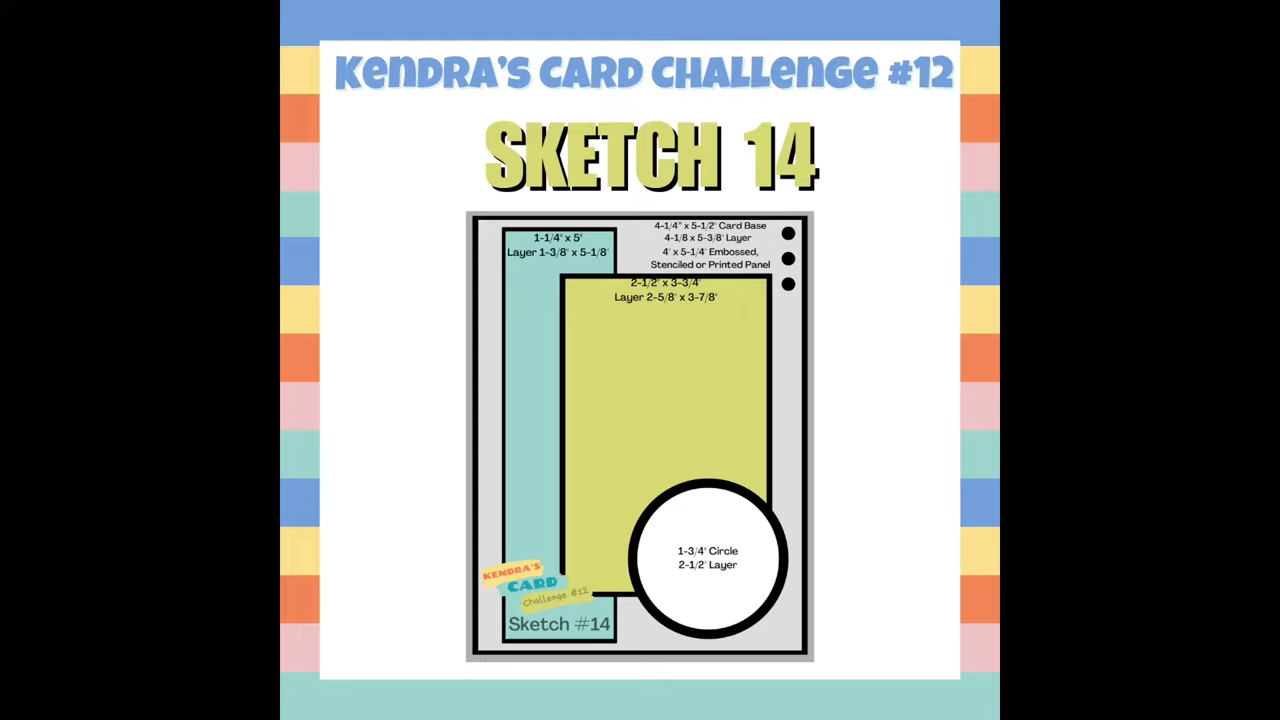 Kendra's Card Challenge #12
SKETCH 14
4-1/4" x 5-1/2" Card Base
4-1/8 x 5-3/8" Layer
4" x 5-1/4" Embossed,
Stenciled or Printed Panel
1-1/4" x 5"
Layer 1-3/8" x 5-1/8"
2-1/2" x 3-3/4"
Layer 2-5/8" x 3-7/8"
1-3/4" Circle
2-1/2" Layer
KENDRA'S
CARD
Challenge #12
Sketch #14